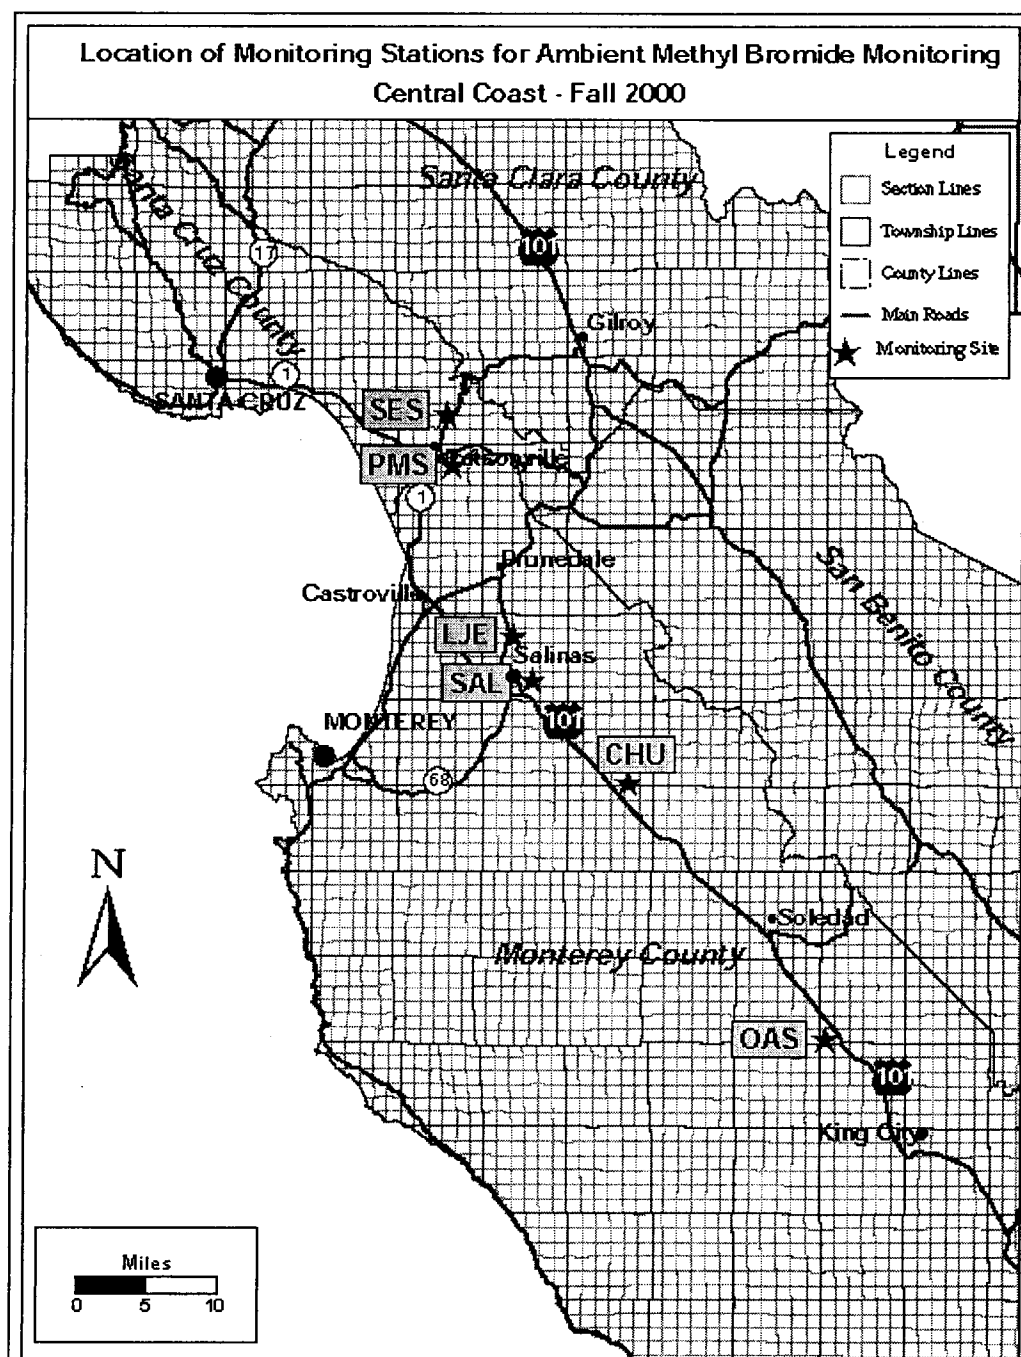 Location of Monitoring Stations for Ambient Methyl Bromide Monitoring
Central Coast - Fall 2000
Legend
Section Lines
Township Lines
County Lines
Main Roads
Monitoring Site
Santa Clara County
Santa Cruz County
101
17
Gilroy
1
SANTA CRUZ
SES
PMS
1
Prunedale
Castroville
San Benito County
LJE
Salinas
SAL
101
MONTEREY
CHU
68
N
Soledad
Monterey County
OAS
101
King City
Miles
0 5 10